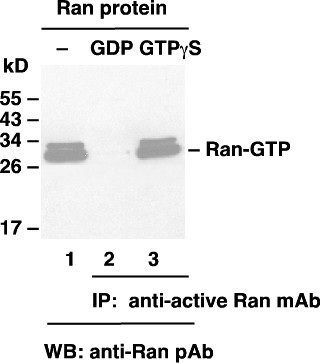 Ran protein
– GDP GTPγS
kD
55 –
43 –
34 –
26 –
17 –
– Ran-GTP
1 2 3
IP: anti-active Ran mAb
WB: anti-Ran pAb